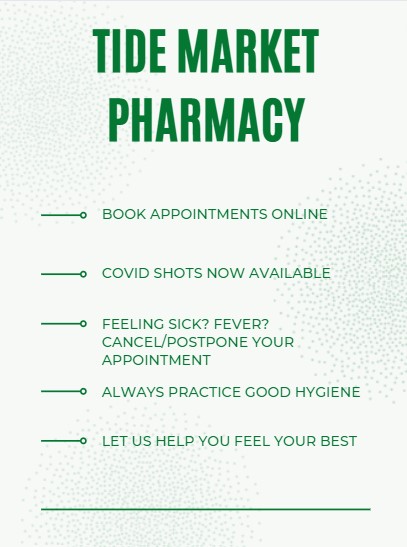 TIDE MARKET
PHARMACY
BOOK APPOINTMENTS ONLINE
COVID SHOTS NOW AVAILABLE
FEELING SICK? FEVER?
CANCEL/POSTPONE YOUR
APPOINTMENT
ALWAYS PRACTICE GOOD HYGIENE
LET US HELP YOU FEEL YOUR BEST